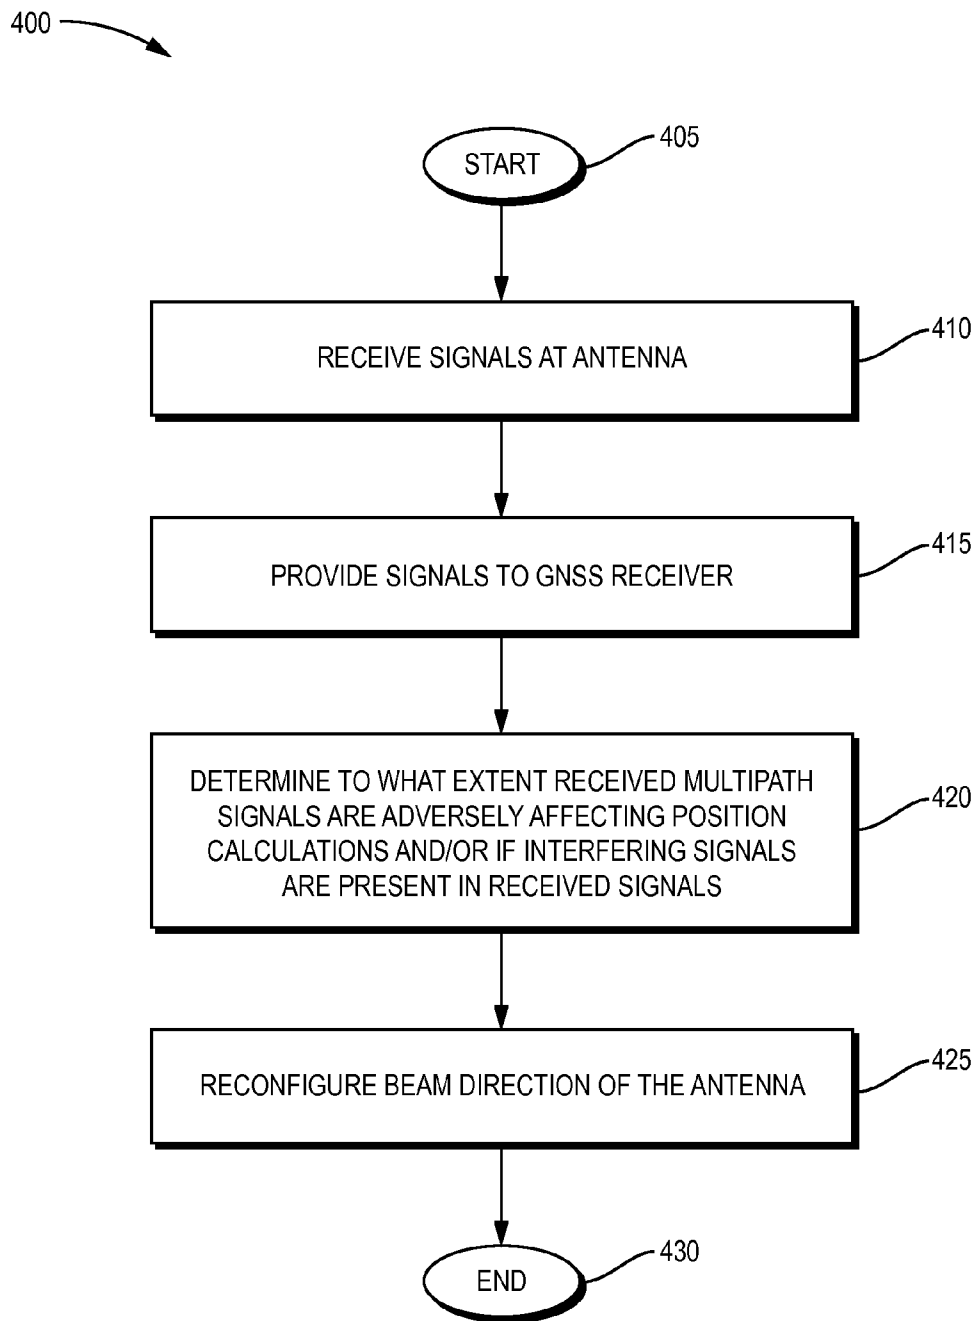 400
START
405
RECEIVE SIGNALS AT ANTENNA
410
PROVIDE SIGNALS TO GNSS RECEIVER
415
DETERMINE TO WHAT EXTENT RECEIVED MULTIPATH
SIGNALS ARE ADVERSELY AFFECTING POSITION
CALCULATIONS AND/OR IF INTERFERING SIGNALS
ARE PRESENT IN RECEIVED SIGNALS
420
RECONFIGURE BEAM DIRECTION OF THE ANTENNA
425
END
430